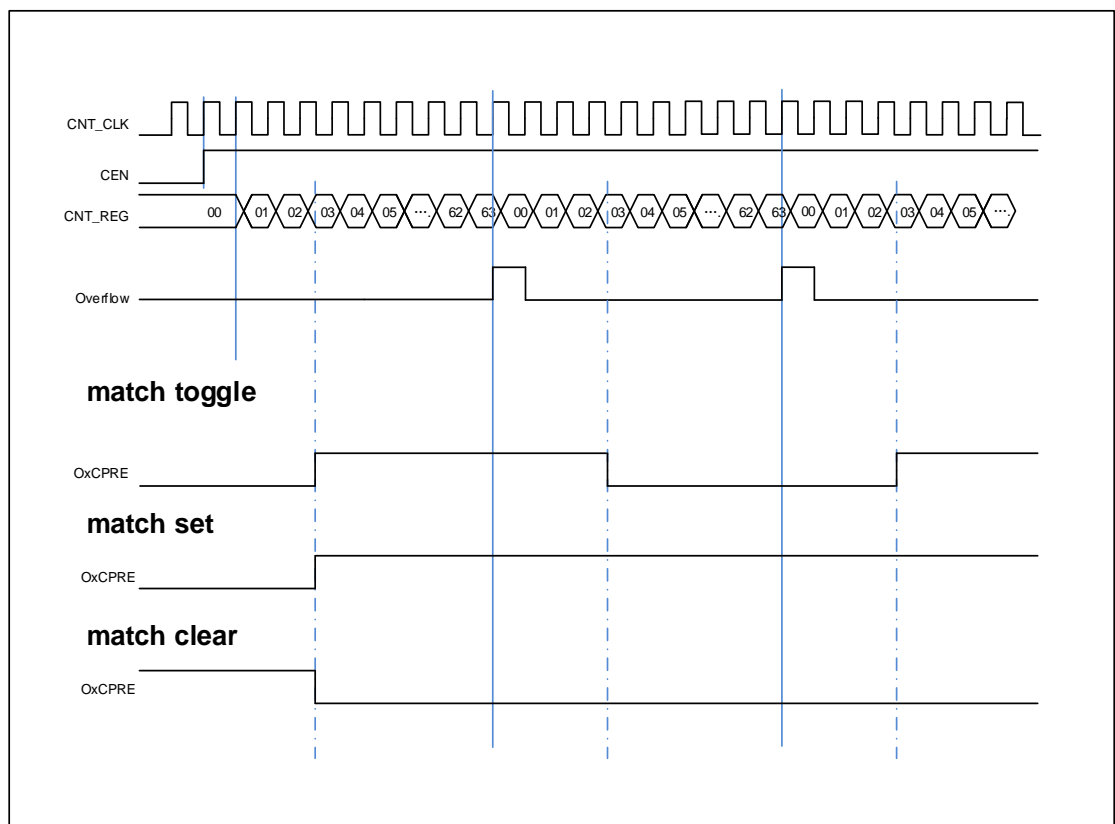 CNT_CLK
CEN
CNT_REG 00 01 02 03 04 05 ···. 62 63 00 01 02 03 04 05 ···. 62 63 00 01 02 03 04 05 ···.
Overflow
match toggle
OxCPRE
match set
OxCPRE
match clear
OxCPRE